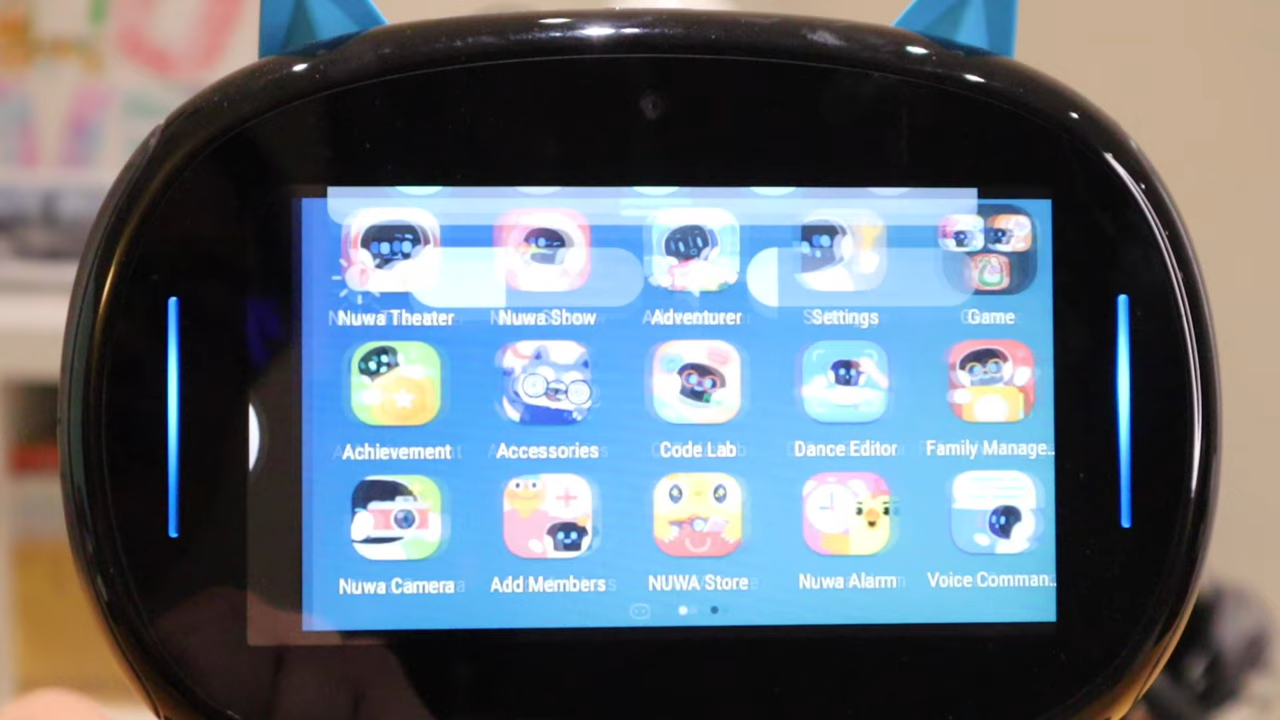 Nuwa Theater Nuwa Show Adventurer Settings Game
Achievement Accessories Code Lab Dance Editor Family Manage..
Nuwa Camera Add Members NUWA Store Nuwa Alarm Voice Comman..